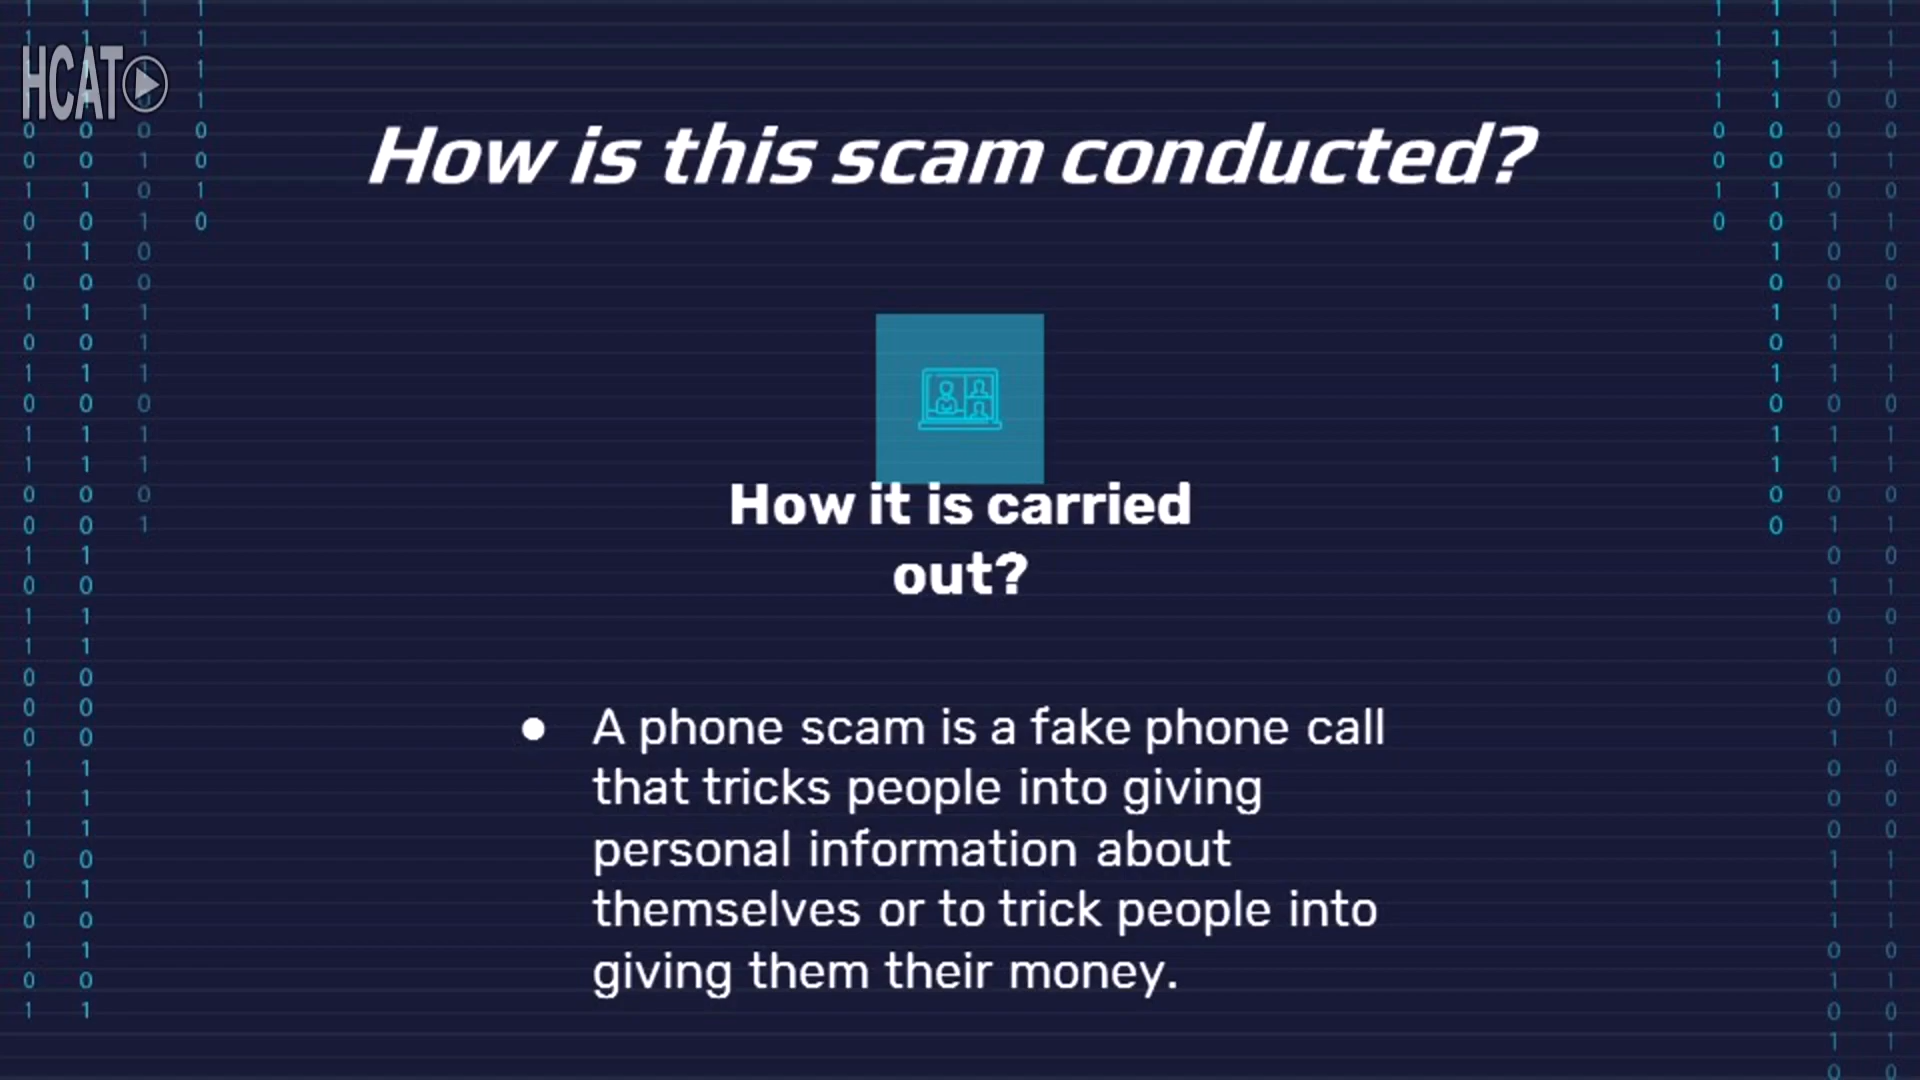 HCAT
How is this scam conducted?
How it is carried
out?
● A phone scam is a fake phone call
that tricks people into giving
personal information about
themselves or to trick people into
giving them their money.